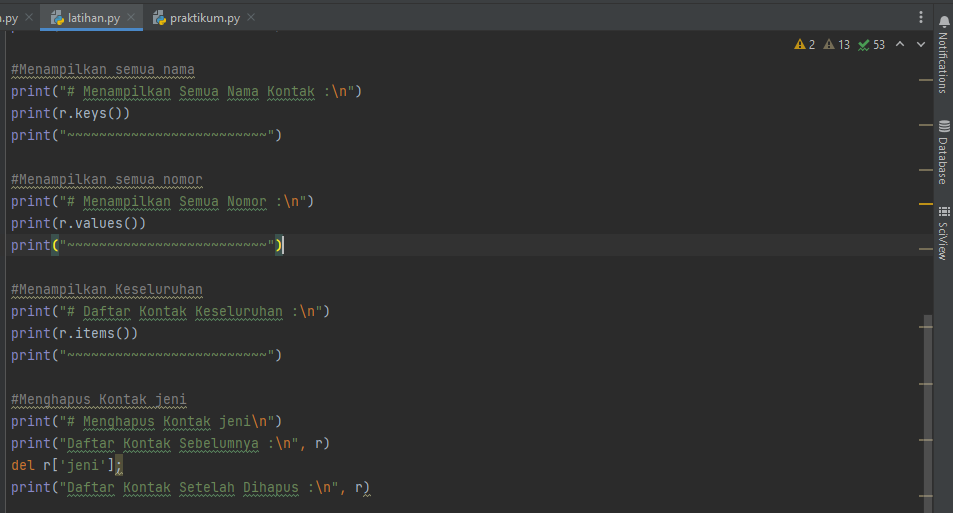 .py latihan.py praktikum.py
2 13 53
#Menampilkan semua nama
print("# Menampilkan Semua Nama Kontak :\n")
print(r.keys())
print("~~~~~~~~~~~~~~~~~~~~~~~~~")
#Menampilkan semua nomor
print("# Menampilkan Semua Nomor :\n")
print(r.values())
print("~~~~~~~~~~~~~~~~~~~~~~~~~")
#Menampilkan Keseluruhan
print("# Daftar Kontak Keseluruhan :\n")
print(r.items())
print("~~~~~~~~~~~~~~~~~~~~~~~~~")
#Menghapus Kontak jeni
print("# Menghapus Kontak jeni\n")
print("Daftar Kontak Sebelumnya :\n", r)
del r['jeni'];
print("Daftar Kontak Setelah Dihapus :\n", r)
Notifications
Database
SciView